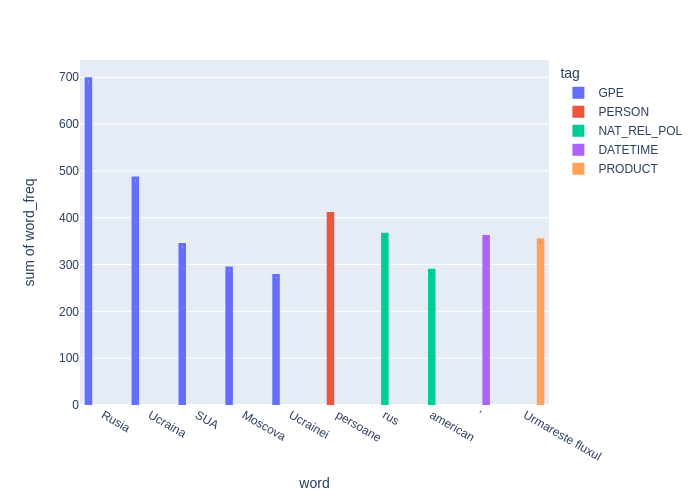 tag
GPE
PERSON
NAT_REL_POL
DATETIME
PRODUCT
sum of word_freq
700
600
500
400
300
200
100
0
Rusia
Ucraina
SUA
Moscova
Ucrainei
persoane
rus
american
,
Urmareste fluxul
word